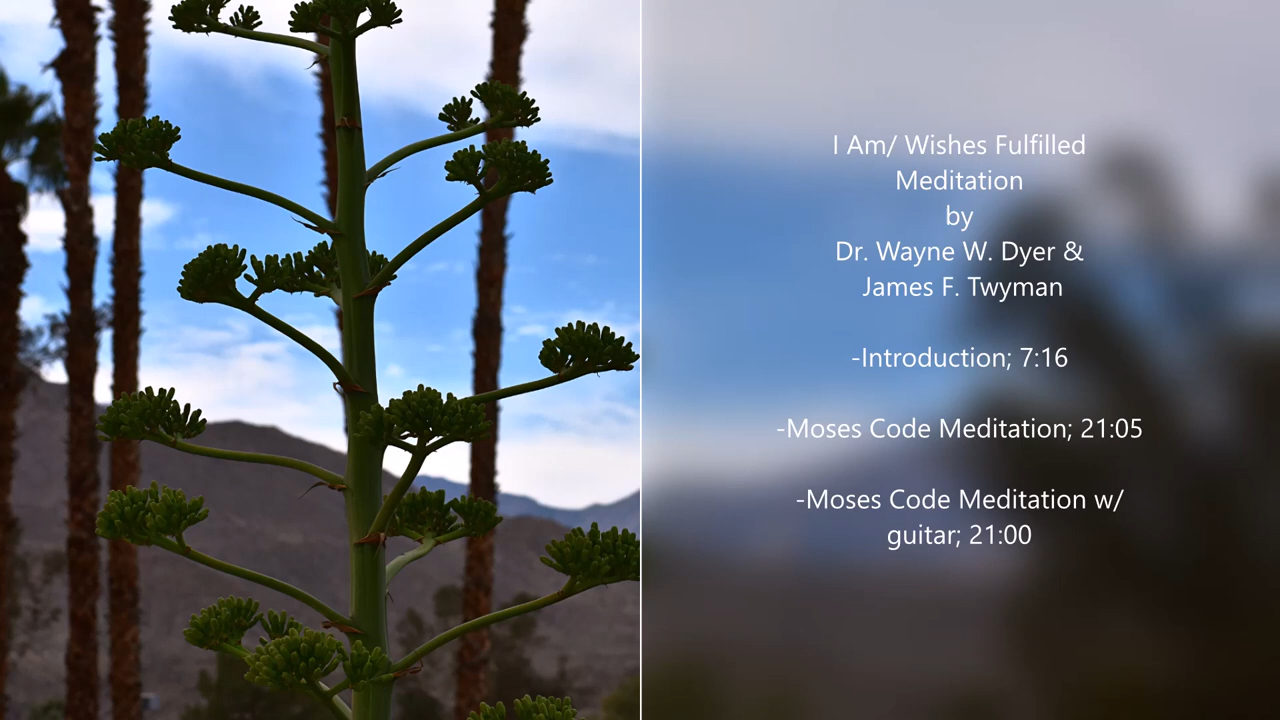 I Am/ Wishes Fulfilled
Meditation
by
Dr. Wayne W. Dyer &
James F. Twyman
-Introduction; 7:16
-Moses Code Meditation; 21:05
-Moses Code Meditation w/
guitar; 21:00